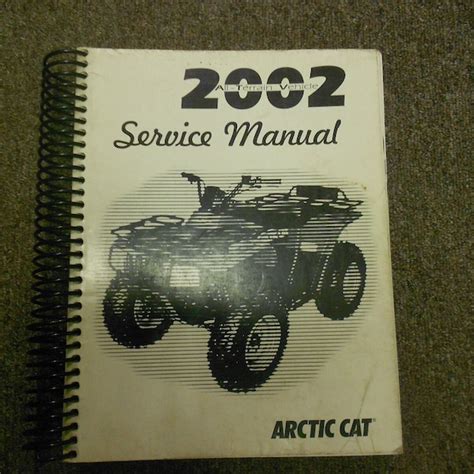 2002
All-Terrain Vehicle
Service Manual
ARCTIC CAT®